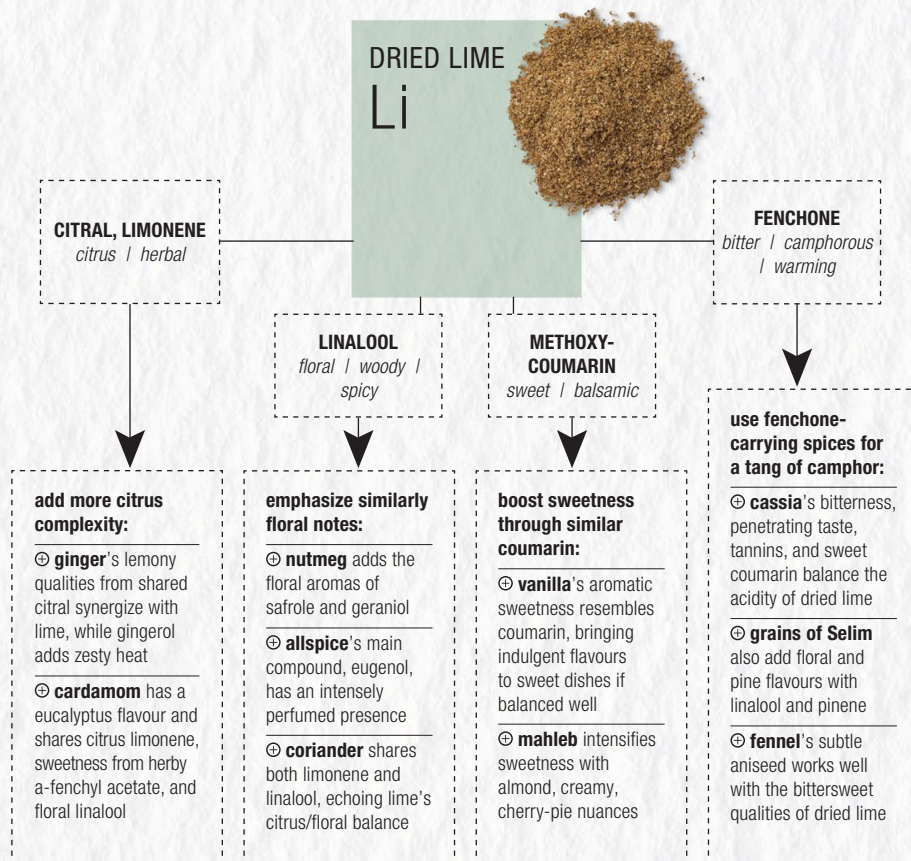 DRIED LIME
Li
CITRAL, LIMONENE
citrus | herbal
LINALOOL
floral | woody |
spicy
METHOXY-
COUMARIN
sweet | balsamic
FENCHONE
bitter | camphorous
| warming
add more citrus
complexity:
⊕ ginger's lemony
qualities from shared
citral synergize with
lime, while gingerol
adds zesty heat
⊕ cardamom has a
eucalyptus flavour and
shares citrus limonene,
sweetness from herby
a-fenchyl acetate, and
floral linalool
emphasize similarly
floral notes:
⊕ nutmeg adds the
floral aromas of
safrole and geraniol
⊕ allspice's main
compound, eugenol,
has an intensely
perfumed presence
⊕ coriander shares
both limonene and
linalool, echoing lime's
citrus/floral balance
boost sweetness
through similar
coumarin:
⊕ vanilla's aromatic
sweetness resembles
coumarin, bringing
indulgent flavours
to sweet dishes if
balanced well
⊕ mahleb intensifies
sweetness with
almond, creamy,
cherry-pie nuances
use fenchone-
carrying spices for
a tang of camphor:
⊕ cassia's bitterness,
penetrating taste,
tannins, and sweet
coumarin balance the
acidity of dried lime
⊕ grains of Selim
also add floral and
pine flavours with
linalool and pinene
⊕ fennel's subtle
aniseed works well
with the bittersweet
qualities of dried lime